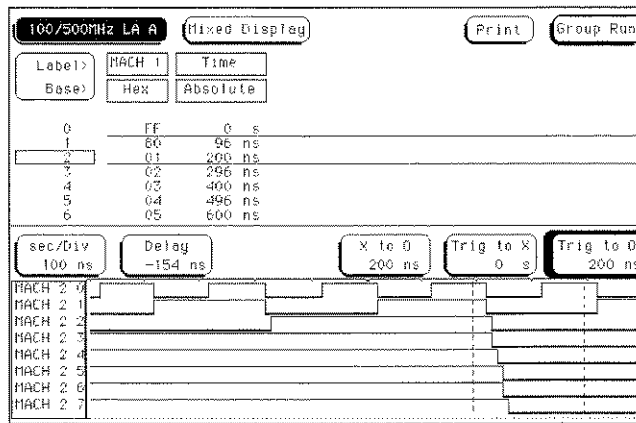 100/500MHz LA A Mixed Display Print Group Run
Label> MACH 1 Time
Base> Hex Absolute
0 FF 0 s
1 80 96 ns
2 01 200 ns
3 02 296 ns
4 03 400 ns
5 04 496 ns
6 05 600 ns
sec/Div Delay X to O Trig to X Trig to O
100 ns -154 ns 200 ns 0 s 200 ns
MACH 2 0
MACH 2 1
MACH 2 2
MACH 2 3
MACH 2 4
MACH 2 5
MACH 2 6
MACH 2 7